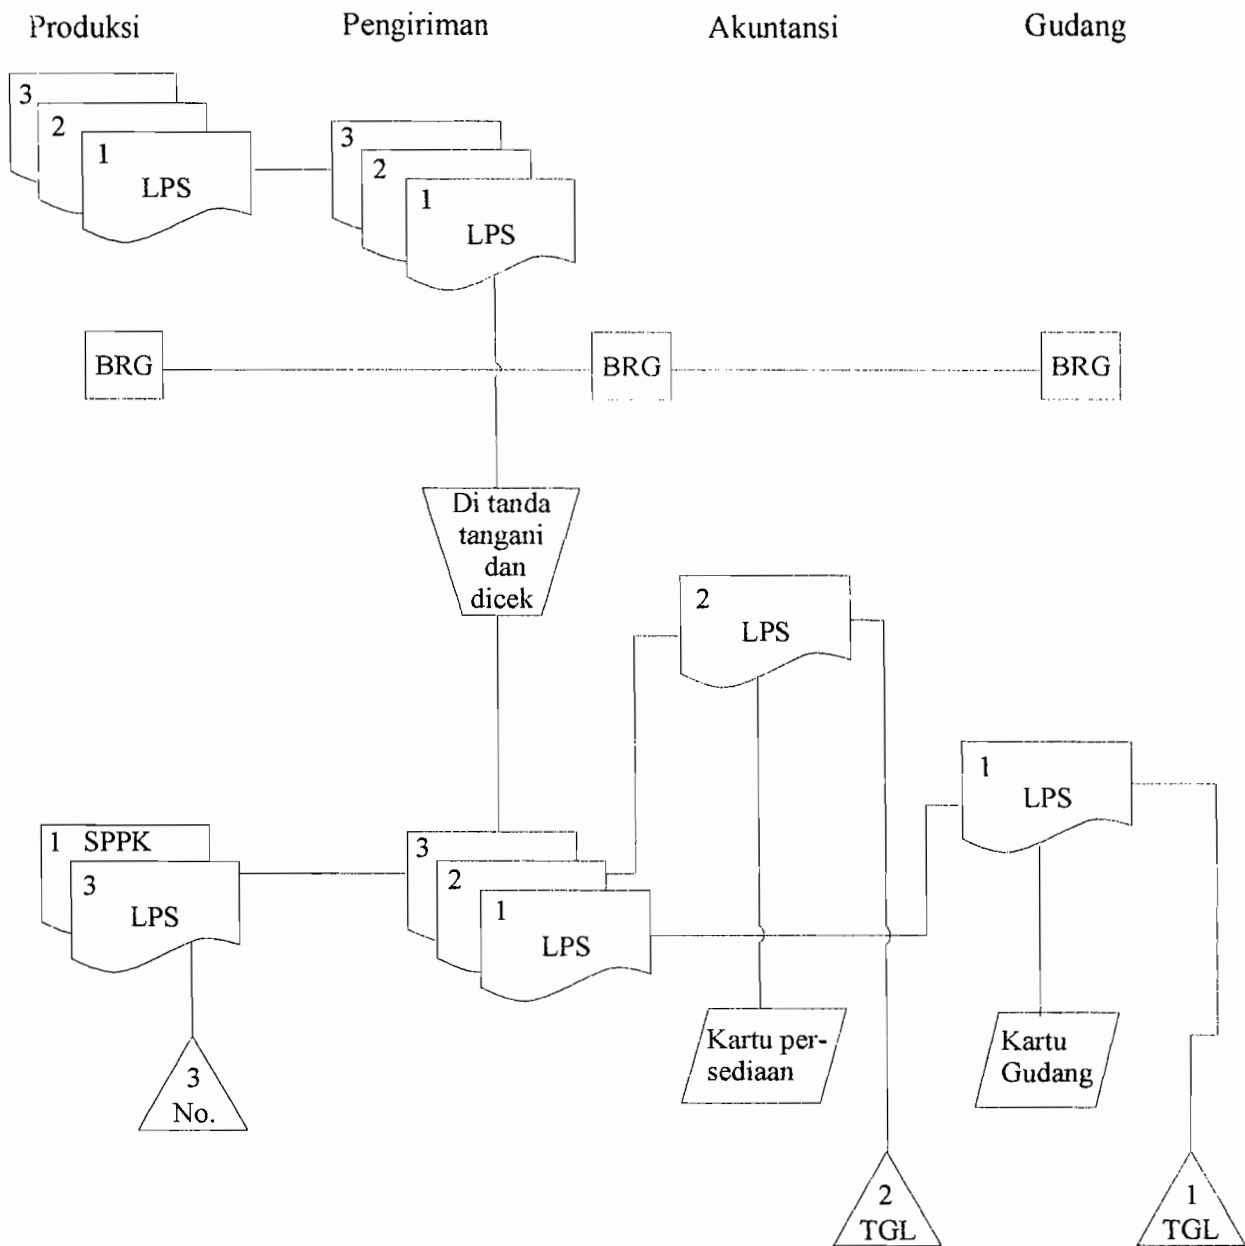 Produksi Pengiriman Akuntansi Gudang
3
2
1
LPS
3
2
1
LPS
BRG BRG BRG
Di tanda
tangani
dan
dicek
2
LPS
1
LPS
1 SPPK
3
LPS
3
2
1
LPS
Kartu per-
sediaan
Kartu
Gudang
3
No.
2
TGL
1
TGL